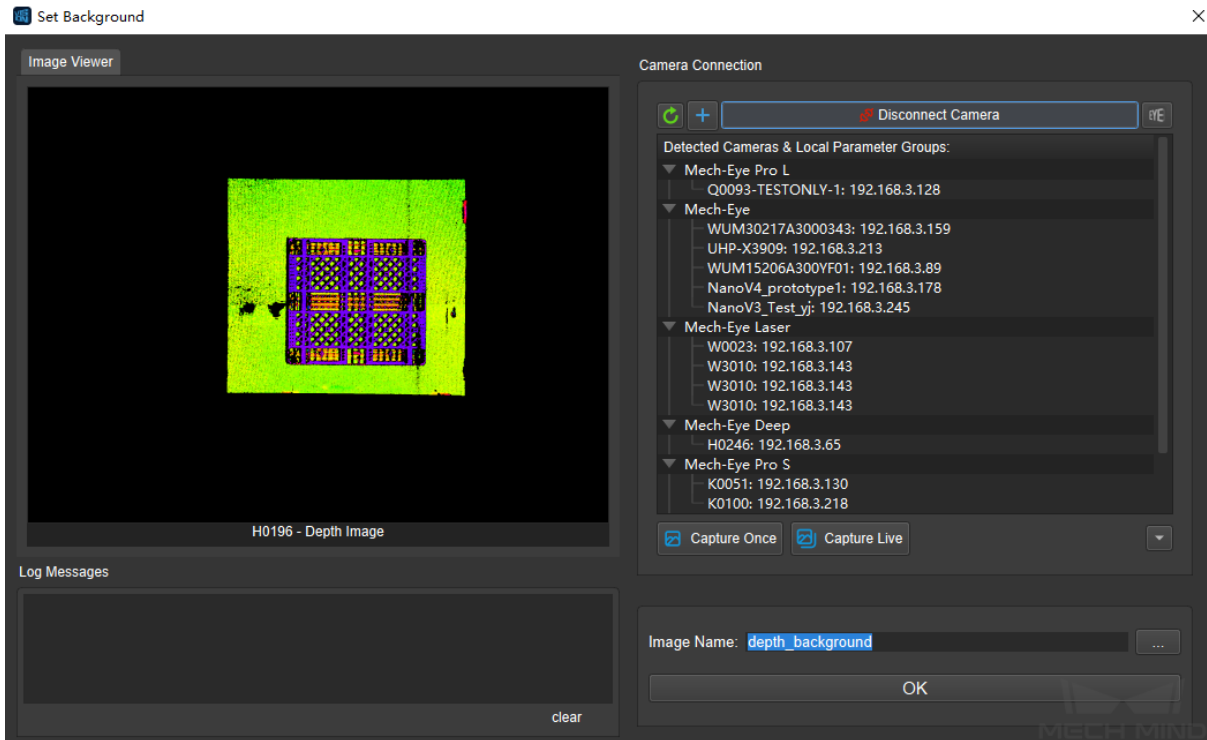 Set Background
Image Viewer
H0196 - Depth Image
Log Messages
clear
Camera Connection
Disconnect Camera
EYE
Detected Cameras & Local Parameter Groups:
Mech-Eye Pro L
Q0093-TESTONLY-1: 192.168.3.128
Mech-Eye
WUM30217A3000343: 192.168.3.159
UHP-X3909: 192.168.3.213
WUM15206A300YF01: 192.168.3.89
NanoV4_prototype1: 192.168.3.178
NanoV3_Test_yj: 192.168.3.245
Mech-Eye Laser
W0023: 192.168.3.107
W3010: 192.168.3.143
W3010: 192.168.3.143
W3010: 192.168.3.143
Mech-Eye Deep
H0246: 192.168.3.65
Mech-Eye Pro S
K0051: 192.168.3.130
K0100: 192.168.3.218
Capture Once
Capture Live
Image Name: depth_background ...
OK
MECH MIND